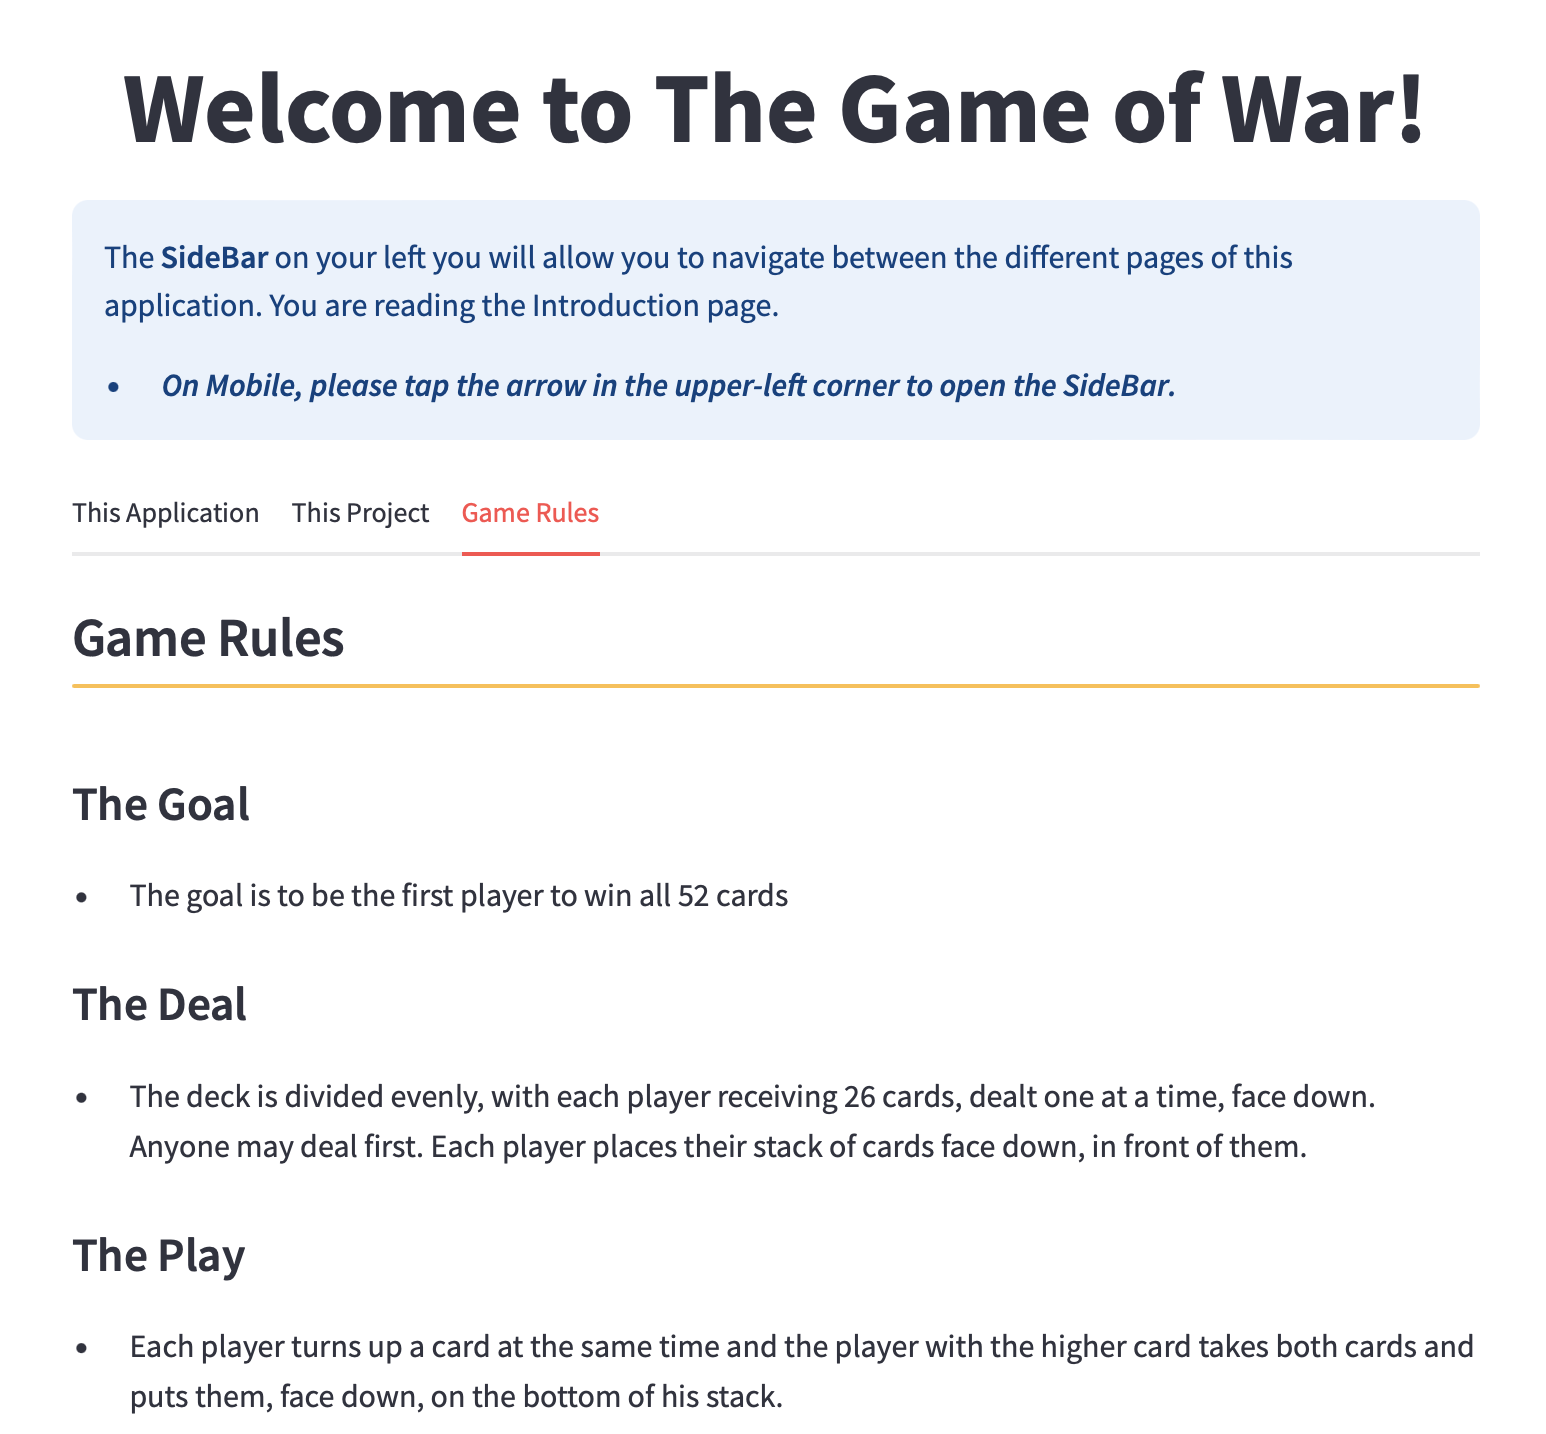 Welcome to The Game of War!
The SideBar on your left you will allow you to navigate between the different pages of this
application. You are reading the Introduction page.
• On Mobile, please tap the arrow in the upper-left corner to open the SideBar.
This Application This Project Game Rules
Game Rules
The Goal
• The goal is to be the first player to win all 52 cards
The Deal
• The deck is divided evenly, with each player receiving 26 cards, dealt one at a time, face down.
Anyone may deal first. Each player places their stack of cards face down, in front of them.
The Play
• Each player turns up a card at the same time and the player with the higher card takes both cards and
puts them, face down, on the bottom of his stack.